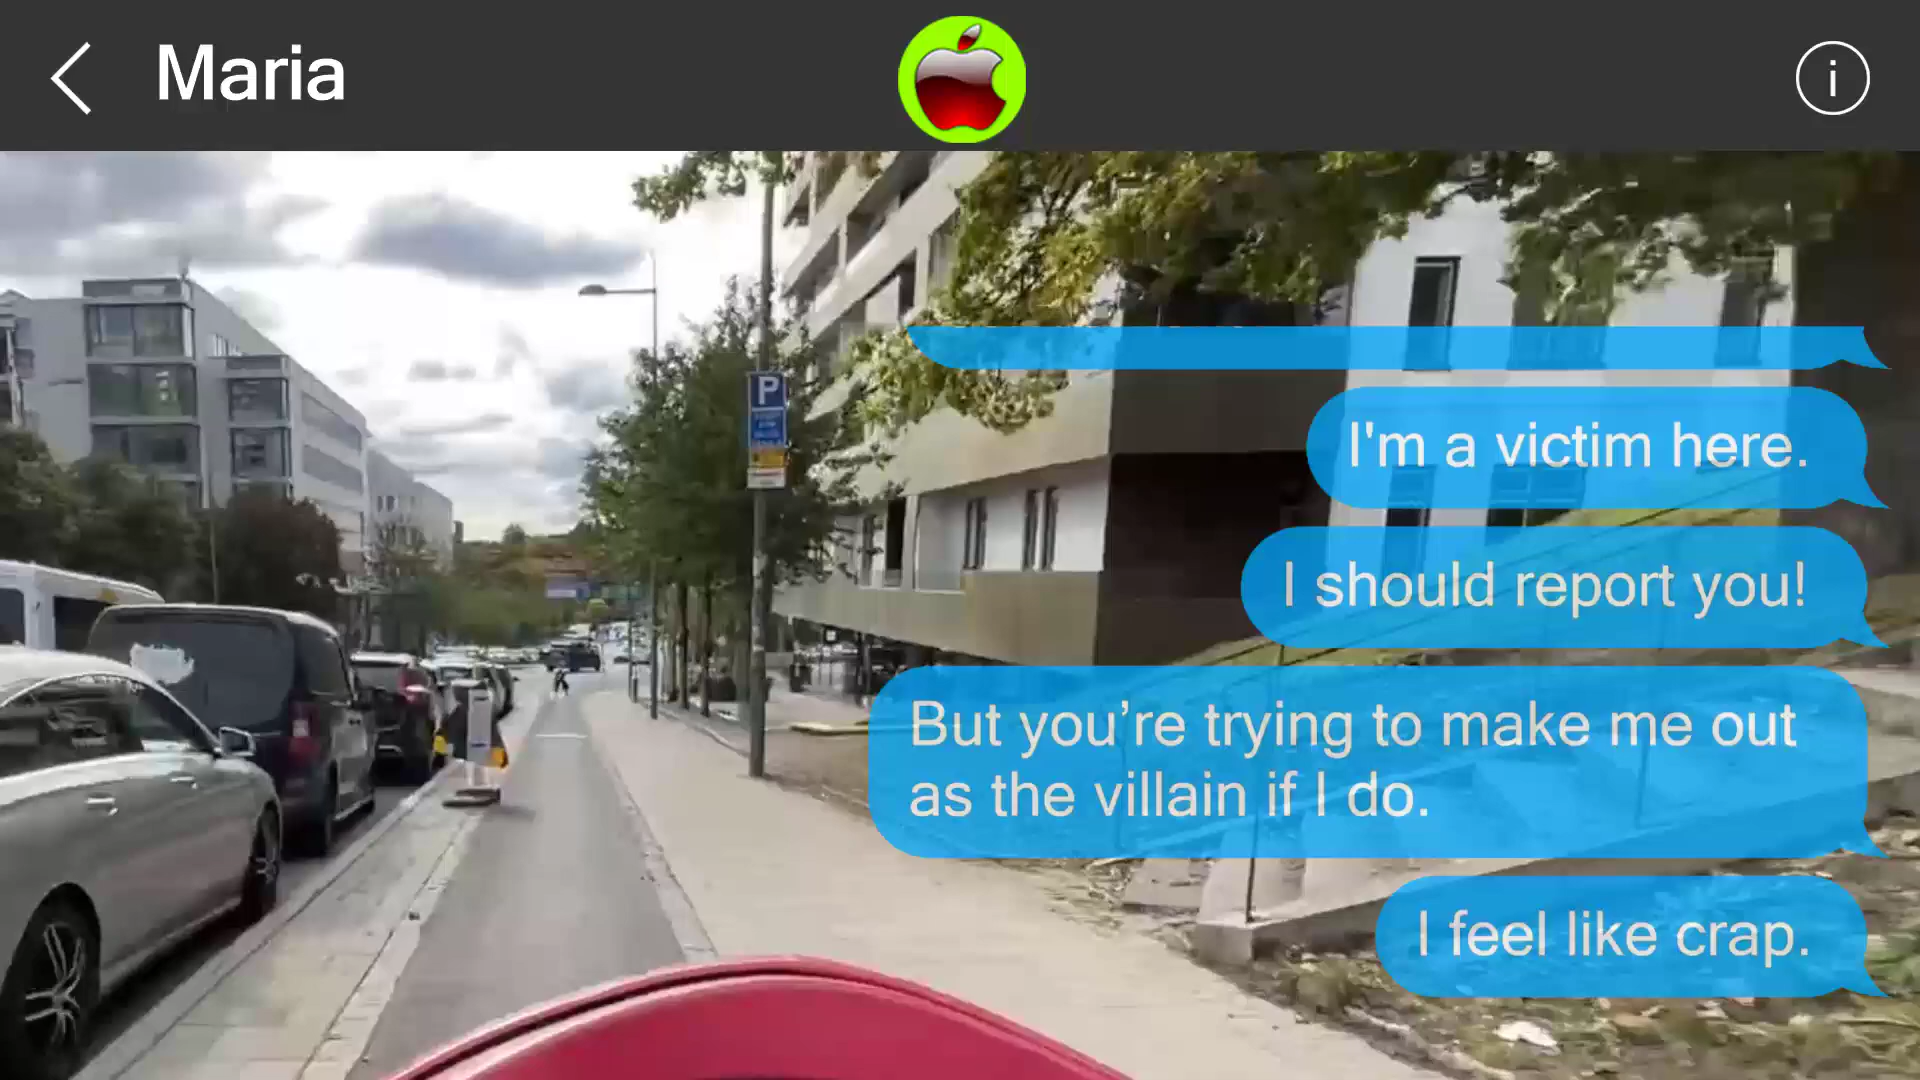 Maria
i
P
I'm a victim here.
I should report you!
But you’re trying to make me out
as the villain if I do.
I feel like crap.